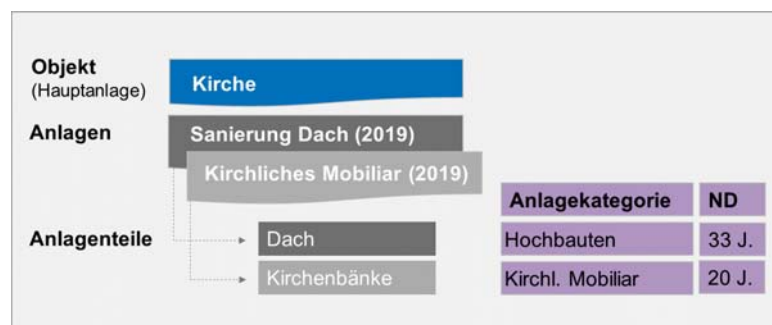 Objekt
(Hauptanlage)
Kirche
Anlagen
Sanierung Dach (2019)
Kirchliches Mobiliar (2019)
Anlagekategorie ND
Anlagenteile
Dach
Hochbauten 33 J.
Kirchenbänke
Kirchl. Mobiliar 20 J.